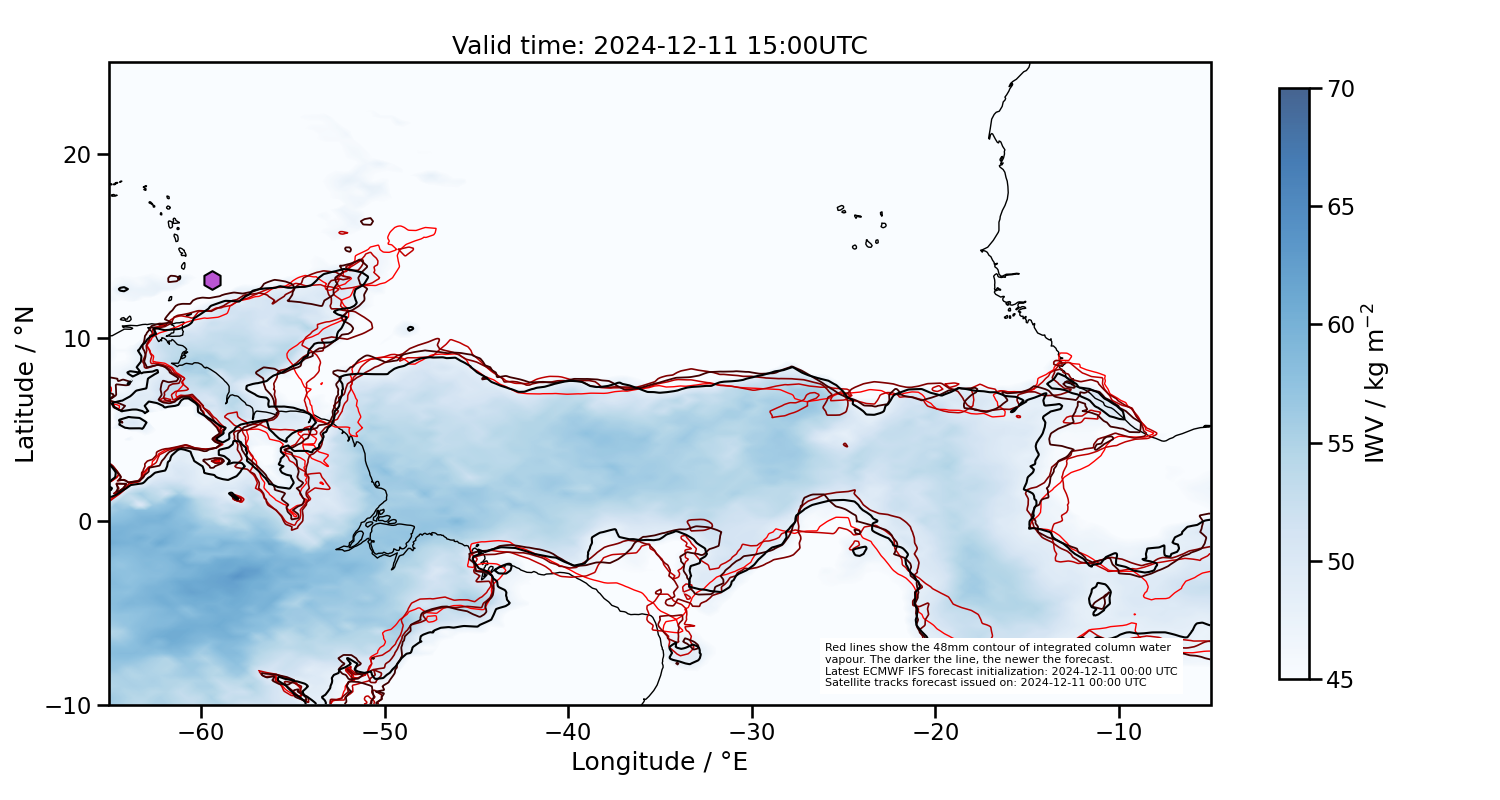 Valid time: 2024-12-11 15:00UTC
Latitude / °N
20
10
0
−10
−60
−50
−40
−30
−20
−10
Longitude / °E
Red lines show the 48mm contour of integrated column water
vapour. The darker the line, the newer the forecast.
Latest ECMWF IFS forecast initialization: 2024-12-11 00:00 UTC
Satellite tracks forecast issued on: 2024-12-11 00:00 UTC
70
65
60
55
50
45
IWV / kg m⁻²